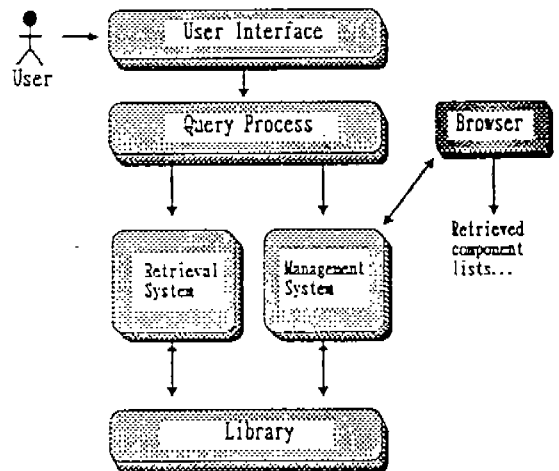 User Interface
User
Query Process
Browser
Retrieved
component
lists...
Retrieval
System
Management
System
Library